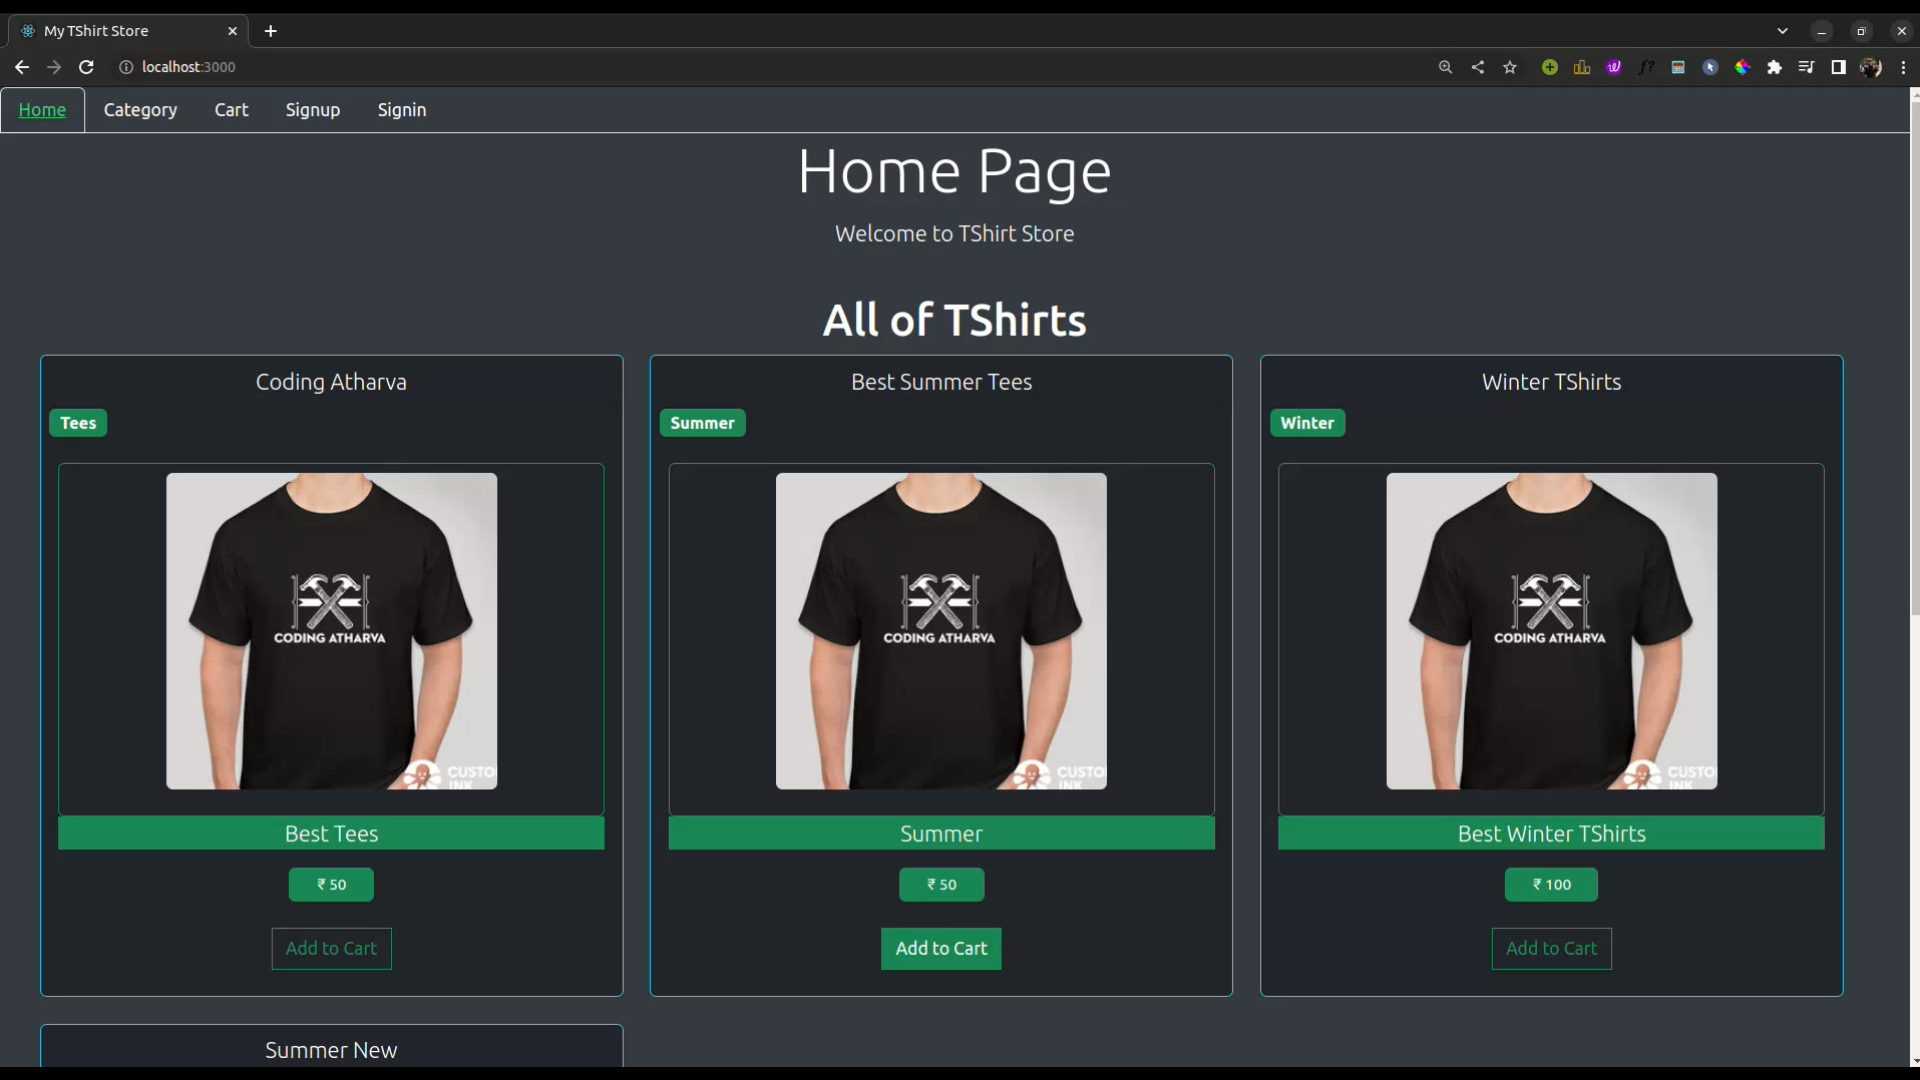 My TShirt Store
localhost:3000
Home Category Cart Signup Signin
Home Page
Welcome to TShirt Store
All of TShirts
Coding Atharva
Tees
CODING ATHARVA
CUSTO
INK
Best Tees
₹ 50
Add to Cart
Best Summer Tees
Summer
CODING ATHARVA
CUSTO
INK
Summer
₹ 50
Add to Cart
Winter TShirts
Winter
CODING ATHARVA
CUSTO
INK
Best Winter TShirts
₹ 100
Add to Cart
Summer New